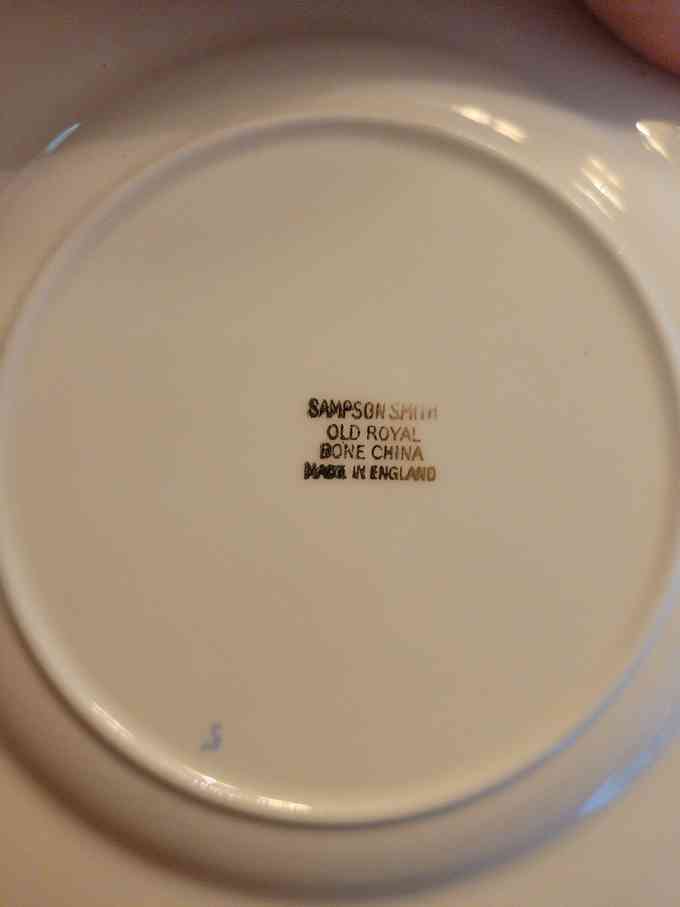 SAMPSON SMITH
OLD ROYAL
BONE CHINA
MADE IN ENGLAND